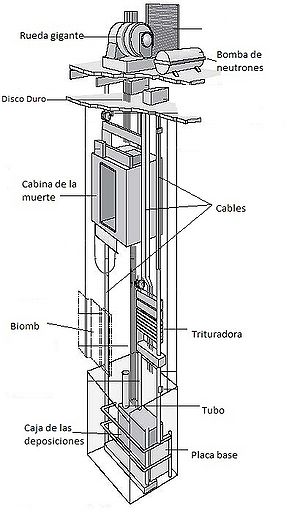 Rueda gigante
Bomba de
neutrones
Disco Duro
Cabina de la
muerte
Cables
Biomb
Trituradora
Tubo
Caja de las
deposiciones
Placa base